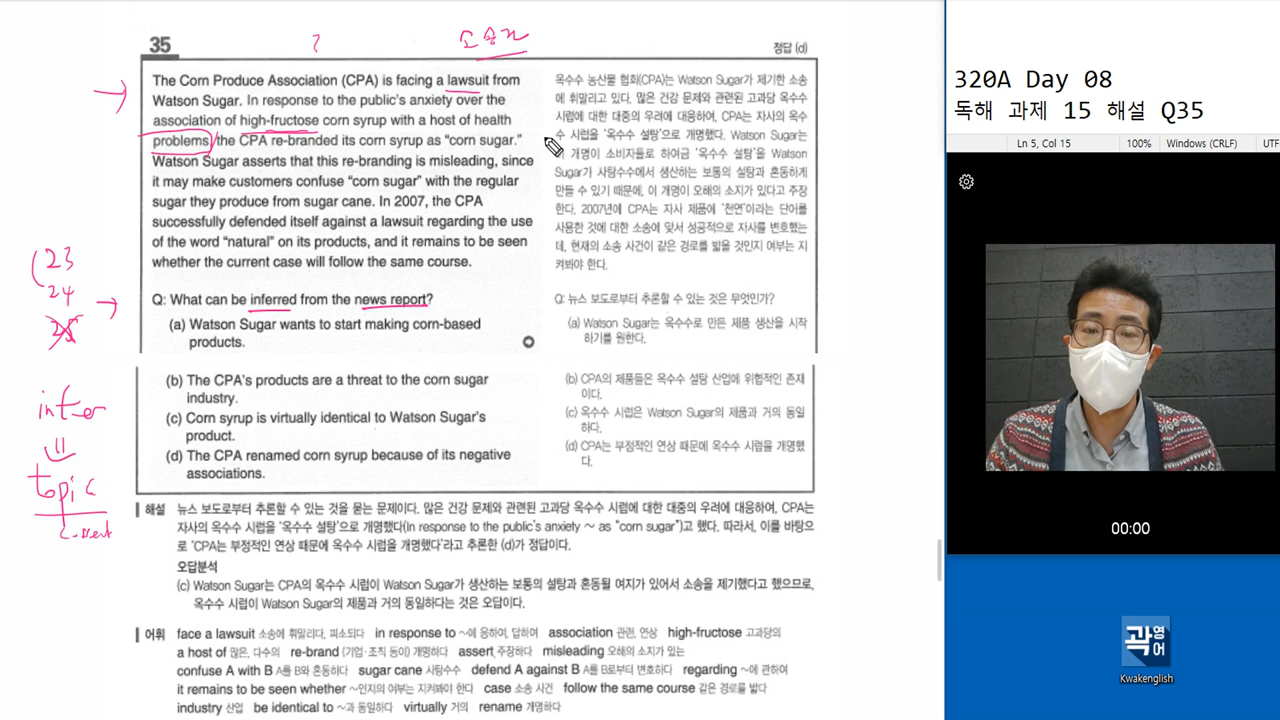 35
?
소송건
정답 (d)
The Corn Produce Association (CPA) is facing a lawsuit from
Watson Sugar. In response to the public's anxiety over the
association of high-fructose corn syrup with a host of health
problems, the CPA re-branded its corn syrup as “corn sugar.”
Watson Sugar asserts that this re-branding is misleading, since
it may make customers confuse “corn sugar” with the regular
sugar they produce from sugar cane. In 2007, the CPA
successfully defended itself against a lawsuit regarding the use
of the word “natural” on its products, and it remains to be seen
whether the current case will follow the same course.
Q: What can be inferred from the news report?
(a) Watson Sugar wants to start making corn-based
products.
(b) The CPA's products are a threat to the corn sugar
industry.
(c) Corn syrup is virtually identical to Watson Sugar's
product.
(d) The CPA renamed corn syrup because of its negative
associations.
옥수수 농산물 협회(CPA)는 Watson Sugar가 제기한 소송
에 휘말리고 있다. 많은 건강 문제와 관련된 고과당 옥수수
시럽에 대한 대중의 우려에 대응하여, CPA는 자사의 옥수
수 시럽을 ‘옥수수 설탕’으로 개명했다. Watson Sugar는
개명이 소비자들로 하여금 ‘옥수수 설탕’을 Watson
Sugar가 사탕수수에서 생산하는 보통의 설탕과 혼동하게
만들 수 있기 때문에, 이 개명이 오해의 소지가 있다고 주장
한다. 2007년에 CPA는 자사 제품에 ‘천연’이라는 단어를
사용한 것에 대한 소송에 맞서 성공적으로 자사를 변호했는
데, 현재의 소송 사건이 같은 경로를 밟을 것인지 여부는 지
켜봐야 한다.
Q: 뉴스 보도로부터 추론할 수 있는 것은 무엇인가?
(a) Watson Sugar는 옥수수로 만든 제품 생산을 시작
하기를 원한다.
(b) CPA의 제품들은 옥수수 설탕 산업에 위협적인 존재
이다.
(c) 옥수수 시럽은 Watson Sugar의 제품과 거의 동일
하다.
(d) CPA는 부정적인 연상 때문에 옥수수 시럽을 개명했
다.
23
24
25
infer
topic
correct
해설 뉴스 보도로부터 추론할 수 있는 것을 묻는 문제이다. 많은 건강 문제와 관련된 고과당 옥수수 시럽에 대한 대중의 우려에 대응하여, CPA는
자사의 옥수수 시럽을 ‘옥수수 설탕’으로 개명했다(In response to the public's anxiety ~ as “corn sugar”)고 했다. 따라서, 이를 바탕으
로 ‘CPA는 부정적인 연상 때문에 옥수수 시럽을 개명했다’라고 추론한 (d)가 정답이다.
오답분석
(c) Watson Sugar는 CPA의 옥수수 시럽이 Watson Sugar가 생산하는 보통의 설탕과 혼동될 여지가 있어서 소송을 제기했다고 했으므로,
옥수수 시럽이 Watson Sugar의 제품과 거의 동일하다는 것은 오답이다.
어휘 face a lawsuit 소송에 휘말리다, 피소되다 in response to ~에 응하여, 답하여 association 관련, 연상 high-fructose 고과당의
a host of 많은, 다수의 re-brand (기업·조직 등이) 개명하다 assert 주장하다 misleading 오해의 소지가 있는
confuse A with B A를 B와 혼동하다 sugar cane 사탕수수 defend A against B A를 B로부터 변호하다 regarding ~에 관하여
it remains to be seen whether ~인지의 여부는 지켜봐야 한다 case 소송 사건 follow the same course 같은 경로를 밟다
industry 산업 be identical to ~과 동일하다 virtually 거의 rename 개명하다
320A Day 08
독해 과제 15 해설 Q35
Ln 5, Col 15 100% Windows (CRLF) UTF
00:00
곽영어
Kwakenglish